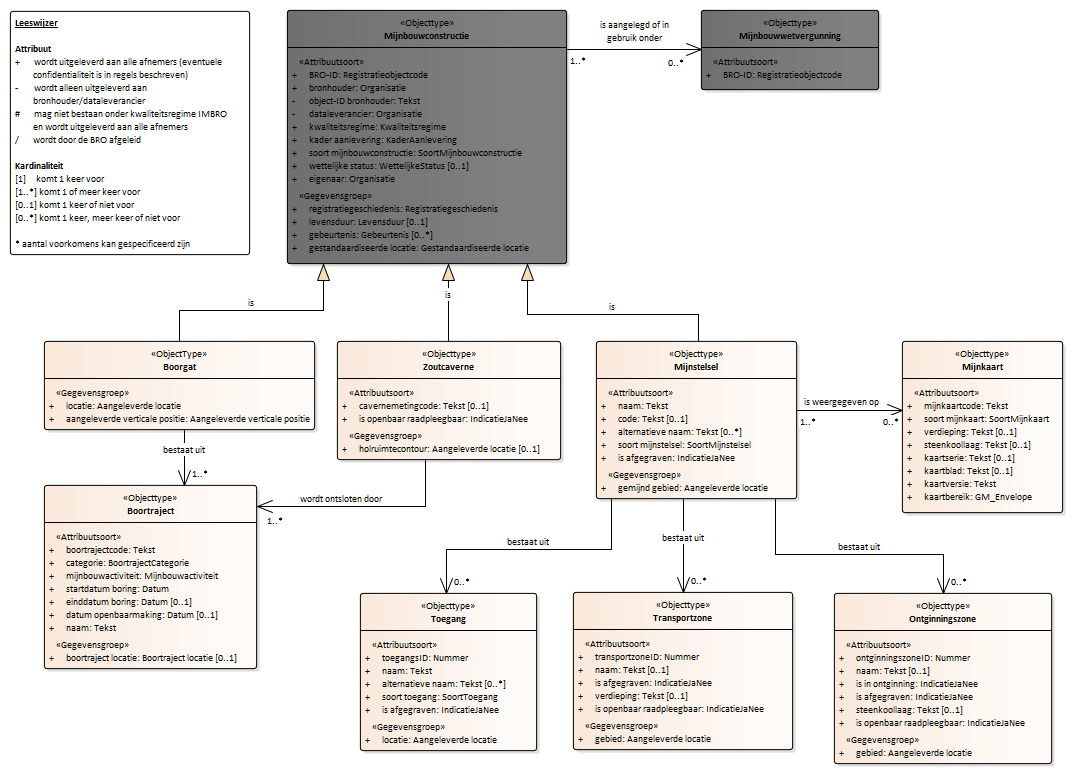 Leeswijzer
Attribuut
+ wordt uitgeleverd aan alle afnemers (eventuele
confidentialiteit is in regels beschreven)
- wordt alleen uitgeleverd aan
bronhouder/dataleverancier
# mag niet bestaan onder kwaliteitsregime IMBRO
en wordt uitgeleverd aan alle afnemers
/ wordt door de BRO afgeleid
Kardinaliteit
[1] komt 1 keer voor
[1..*] komt 1 of meer keer voor
[0..1] komt 1 keer of niet voor
[0..*] komt 1 keer, meer keer of niet voor
* aantal voorkomens kan gespecificeerd zijn
«Objecttype»
Mijnbouwconstructie
«Attribuutsoort»
+ BRO-ID: Registratieobjectcode
+ bronhouder: Organisatie
- object-ID bronhouder: Tekst
- dataleverancier: Organisatie
+ kwaliteitsregime: Kwaliteitsregime
+ kader aanlevering: KaderAanlevering
+ soort mijnbouwconstructie: SoortMijnbouwconstructie
+ wettelijke status: WettelijkeStatus [0..1]
+ eigenaar: Organisatie
«Gegevensgroep»
+ registratiegeschiedenis: Registratiegeschiedenis
+ levensduur: Levensduur [0..1]
+ gebeurtenis: Gebeurtenis [0..*]
+ gestandaardiseerde locatie: Gestandaardiseerde locatie
is aangelegd of in
gebruik onder
1..*
0..*
«Objecttype»
Mijnbouwwetvergunning
«Attribuutsoort»
+ BRO-ID: Registratieobjectcode
is
is
is
«ObjectType»
Boorgat
«Gegevensgroep»
+ locatie: Aangeleverde locatie
+ aangeleverde verticale positie: Aangeleverde verticale positie
«Objecttype»
Zoutcaverne
«Attribuutsoort»
+ cavernemetingcode: Tekst [0..1]
+ is openbaar raadpleegbaar: IndicatieJaNee
«Gegevensgroep»
+ holruimtecontour: Aangeleverde locatie [0..1]
«Objecttype»
Mijnstelsel
«Attribuutsoort»
+ naam: Tekst
+ code: Tekst [0..1]
+ alternatieve naam: Tekst [0..*]
+ soort mijnstelsel: SoortMijnstelsel
+ is afgegraven: IndicatieJaNee
«Gegevensgroep»
+ gemijnd gebied: Aangeleverde locatie
is weergegeven op
1..*
0..*
«Objecttype»
Mijnkaart
«Attribuutsoort»
+ mijnkaartcode: Tekst
+ soort mijnkaart: SoortMijnkaart
+ verdieping: Tekst [0..1]
+ steenkoollaag: Tekst [0..1]
+ kaartserie: Tekst [0..1]
+ kaartblad: Tekst [0..1]
+ kaartversie: Tekst
+ kaartbereik: GM_Envelope
bestaat uit
1..*
wordt ontsloten door
1..*
«Objecttype»
Boortraject
«Attribuutsoort»
+ boortrajectcode: Tekst
+ categorie: BoortrajectCategorie
+ mijnbouwactiviteit: Mijnbouwactiviteit
+ startdatum boring: Datum
+ einddatum boring: Datum [0..1]
+ datum openbaarmaking: Datum [0..1]
+ naam: Tekst
«Gegevensgroep»
+ boortraject locatie: Boortraject locatie [0..1]
bestaat uit
0..*
bestaat uit
0..*
bestaat uit
0..*
«Objecttype»
Toegang
«Attribuutsoort»
+ toegangsID: Nummer
+ naam: Tekst
+ alternatieve naam: Tekst [0..*]
+ soort toegang: SoortToegang
+ is afgegraven: IndicatieJaNee
«Gegevensgroep»
+ locatie: Aangeleverde locatie
«Objecttype»
Transportzone
«Attribuutsoort»
+ transportzoneID: Nummer
+ naam: Tekst [0..1]
+ is afgegraven: IndicatieJaNee
+ verdieping: Tekst [0..1]
+ is openbaar raadpleegbaar: IndicatieJaNee
«Gegevensgroep»
+ gebied: Aangeleverde locatie
«Objecttype»
Ontginningszone
«Attribuutsoort»
+ ontginningszoneID: Nummer
+ naam: Tekst [0..1]
+ is in ontginning: IndicatieJaNee
+ is afgegraven: IndicatieJaNee
+ steenkoollaag: Tekst [0..1]
+ is openbaar raadpleegbaar: IndicatieJaNee
«Gegevensgroep»
+ gebied: Aangeleverde locatie